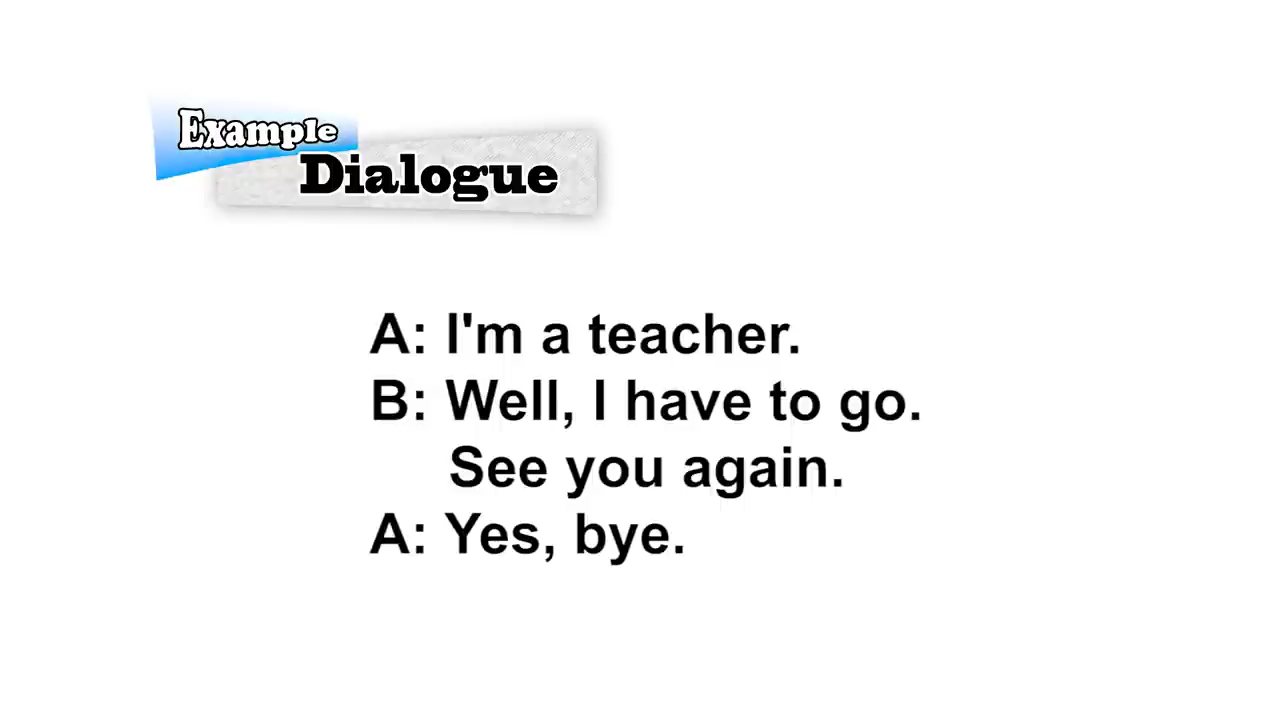 Example
Dialogue
A: I'm a teacher.
B: Well, I have to go.
See you again.
A: Yes, bye.